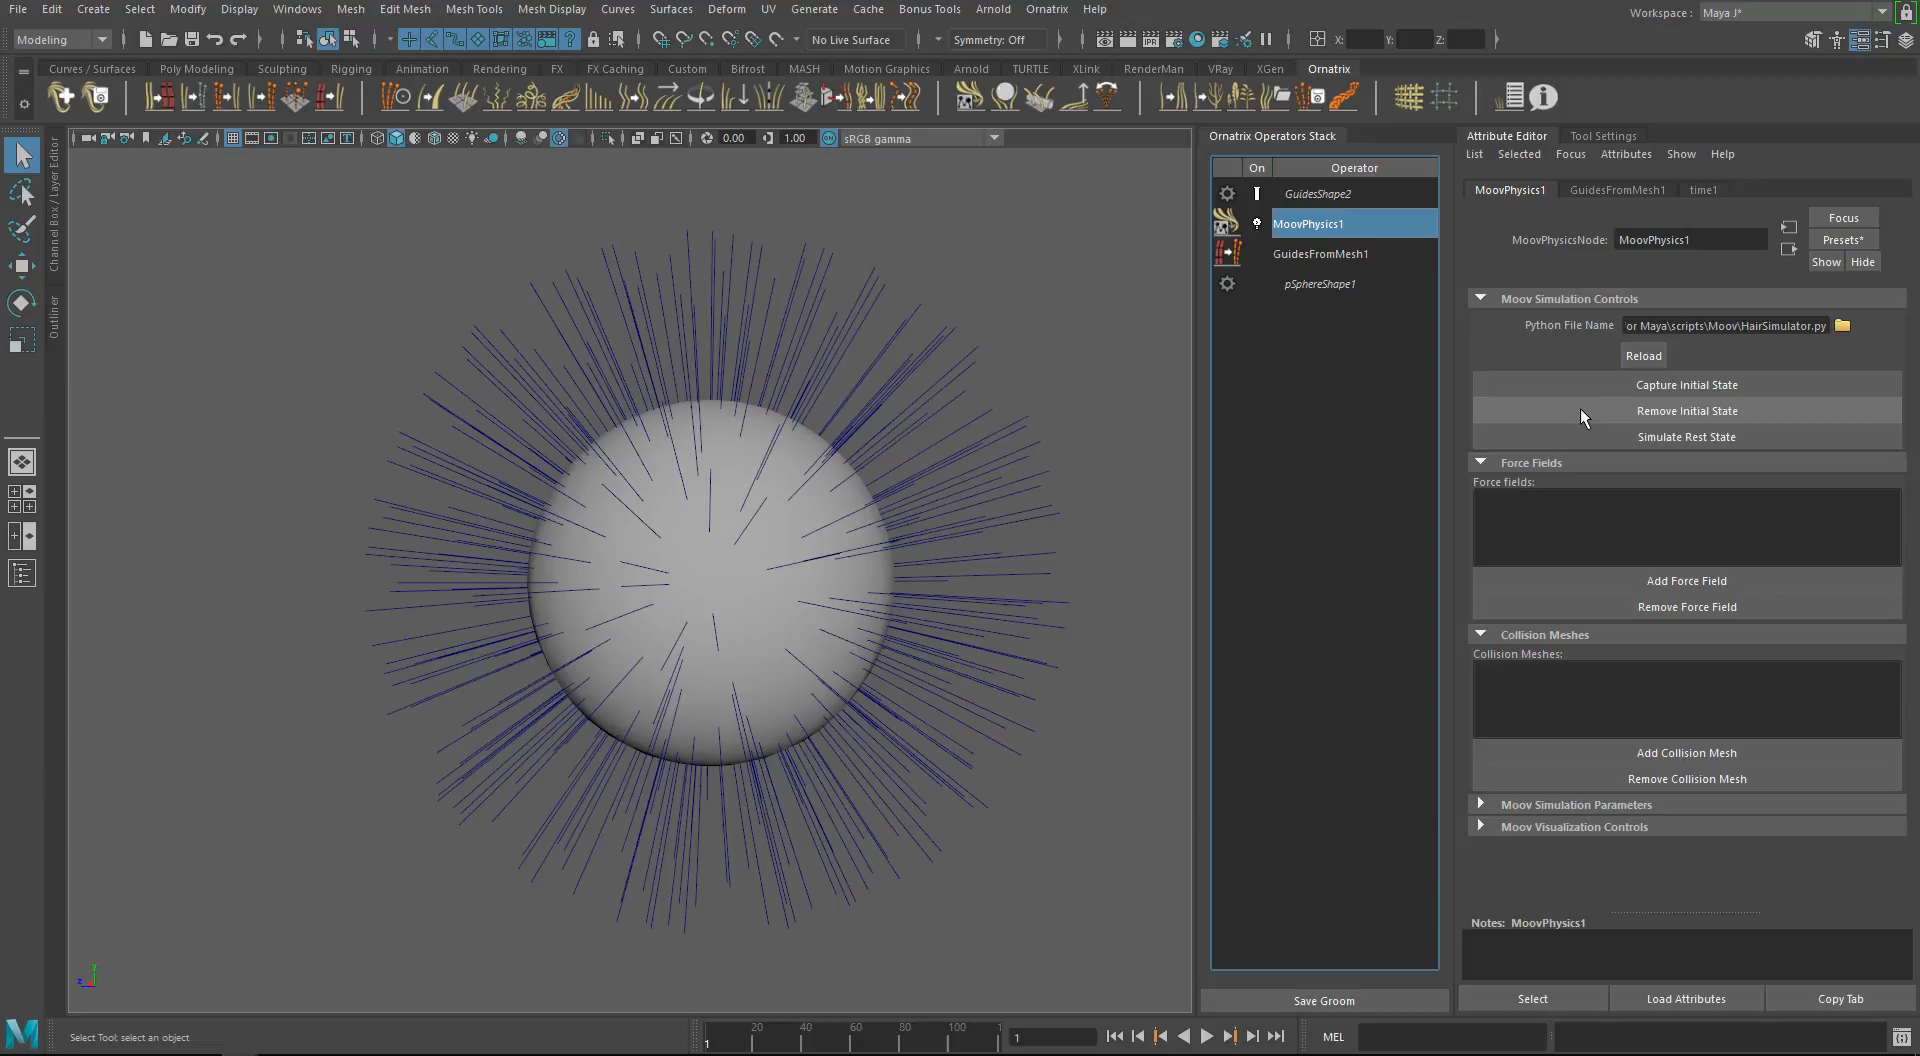 File Edit Create Select Modify Display Windows Mesh Edit Mesh Mesh Tools Mesh Display Curves Surfaces Deform UV Generate Cache Bonus Tools Arnold Ornatrix Help
Workspace : Maya J*
Modeling
No Live Surface
Symmetry: Off
X: Y: Z:
Curves / Surfaces Poly Modeling Sculpting Rigging Animation Rendering FX FX Caching Custom Bifrost MASH Motion Graphics Arnold TURTLE XLink RenderMan VRay XGen Ornatrix
IPR
0.00 1.00 ON sRGB gamma
Channel Box / Layer Editor
Outliner
y
z
Ornatrix Operators Stack
On Operator
GuidesShape2
MoovPhysics1
GuidesFromMesh1
pSphereShape1
Save Groom
Attribute Editor Tool Settings
List Selected Focus Attributes Show Help
MoovPhysics1 GuidesFromMesh1 time1
Focus
MoovPhysicsNode: MoovPhysics1
Presets*
Show Hide
Moov Simulation Controls
Python File Name or Maya\scripts\Moov\HairSimulator.py
Reload
Capture Initial State
Remove Initial State
Simulate Rest State
Force Fields
Force fields:
Add Force Field
Remove Force Field
Collision Meshes
Collision Meshes:
Add Collision Mesh
Remove Collision Mesh
Moov Simulation Parameters
Moov Visualization Controls
Notes: MoovPhysics1
Select Load Attributes Copy Tab
M
Select Tool: select an object
1 20 40 60 80 100 1
1
MEL